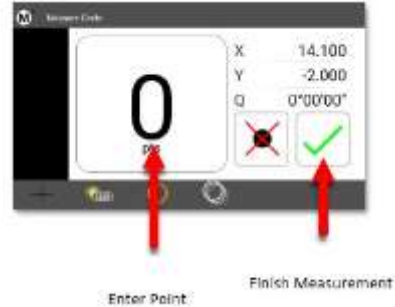 M Measure Circle
X 14.100
Y -2.000
Q 0°00'00"
0
pts
Enter Point
Finish Measurement